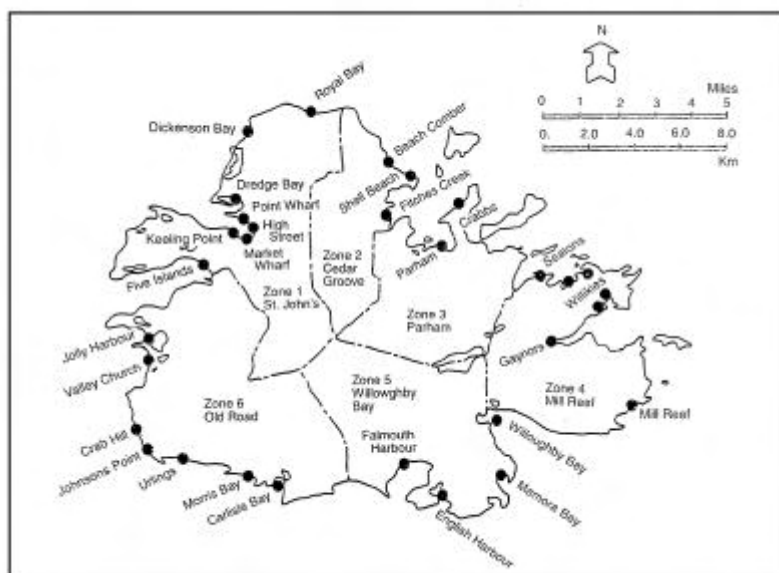 N
Miles
0 1 2 3 4 5
0. 2.0 4.0 6.0 8.0
Km
Royal Bay
Dickenson Bay
Beach Comber
Shell Beach
Fitches Creek
Crabbs
Dredge Bay
Point Wharf
High
Street
Keeling Point
Market
Wharf
Five Islands
Parham
Seatons
Willikies
Zone 2
Cedar
Groove
Zone 1
St. John's
Zone 3
Parham
Gaynors
Jolly Harbour
Valley Church
Zone 6
Old Road
Zone 5
Willowghby
Bay
Zone 4
Mill Reef
Mill Reef
Falmouth
Harbour
Willoughby Bay
Crab Hill
Johnsons Point
Urlings
Morris Bay
Carlisle Bay
Mamora Bay
English Harbour